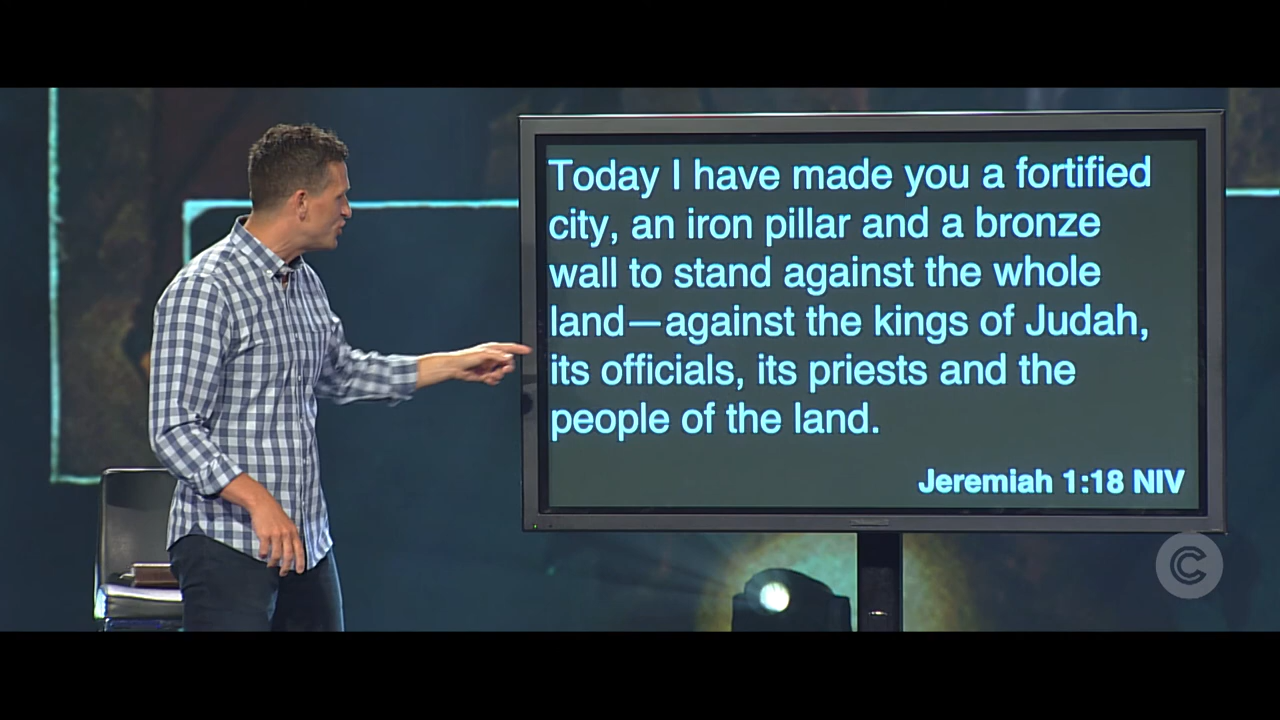 Today I have made you a fortified
city, an iron pillar and a bronze
wall to stand against the whole
land—against the kings of Judah,
its officials, its priests and the
people of the land.
Jeremiah 1:18 NIV
C